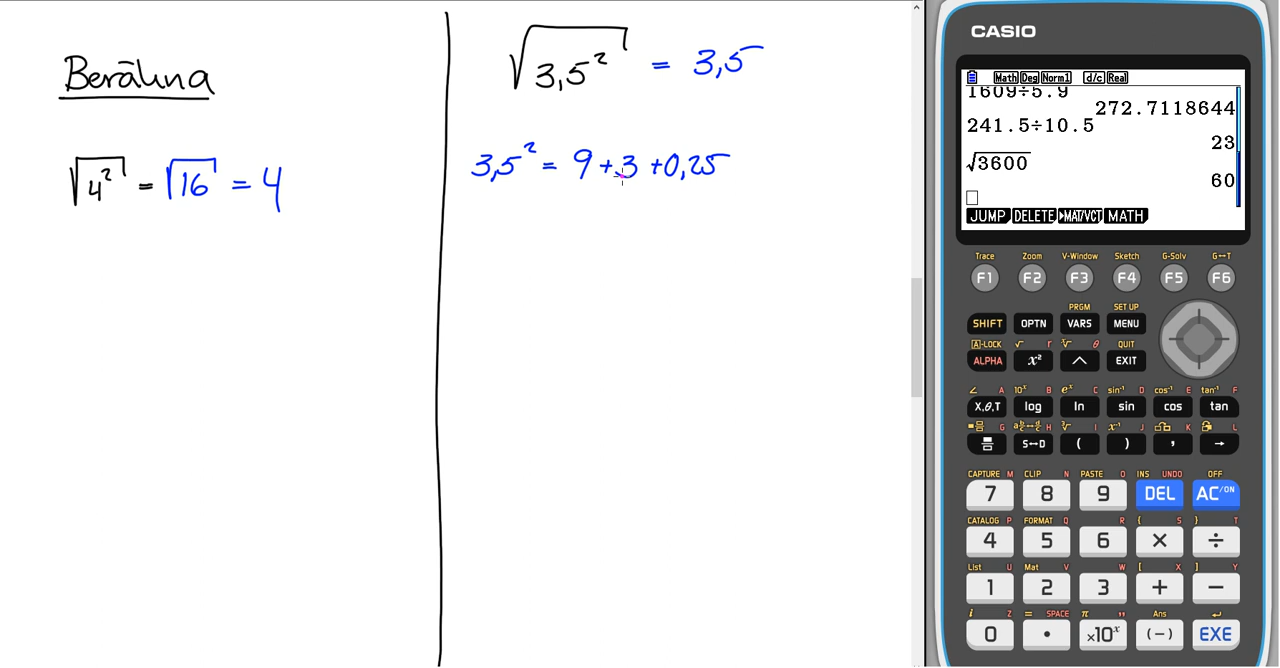 Beräkna
√4² = √16 = 4
√3,5² = 3,5
3,5² = 9 + 3 + 0,25
CASIO
Math Deg Norm1 d/c Real
1609÷5.9
272.7118644
241.5÷10.5
23
√3600
60
JUMP DELETE ▶MAT/VCT MATH
Trace Zoom V-Window Sketch G-Solv G↔T
F1 F2 F3 F4 F5 F6
PRGM SET UP
SHIFT OPTN VARS MENU
A-LOCK √ r ∛ θ QUIT
ALPHA x² ^ EXIT
∠ A 10ˣ B eˣ C sin⁻¹ D cos⁻¹ E tan⁻¹ F
X,θ,T log ln sin cos tan
G H ∛ I x⁻¹ J K L
S↔D ( ) , →
CAPTURE M CLIP N PASTE O INS UNDO OFF
7 8 9 DEL AC/ON
CATALOG P FORMAT Q R { S } T
4 5 6 × ÷
List U Mat V W [ X ] Y
1 2 3 + −
i Z = SPACE π " Ans ↵
0 • ×10ˣ (−) EXE